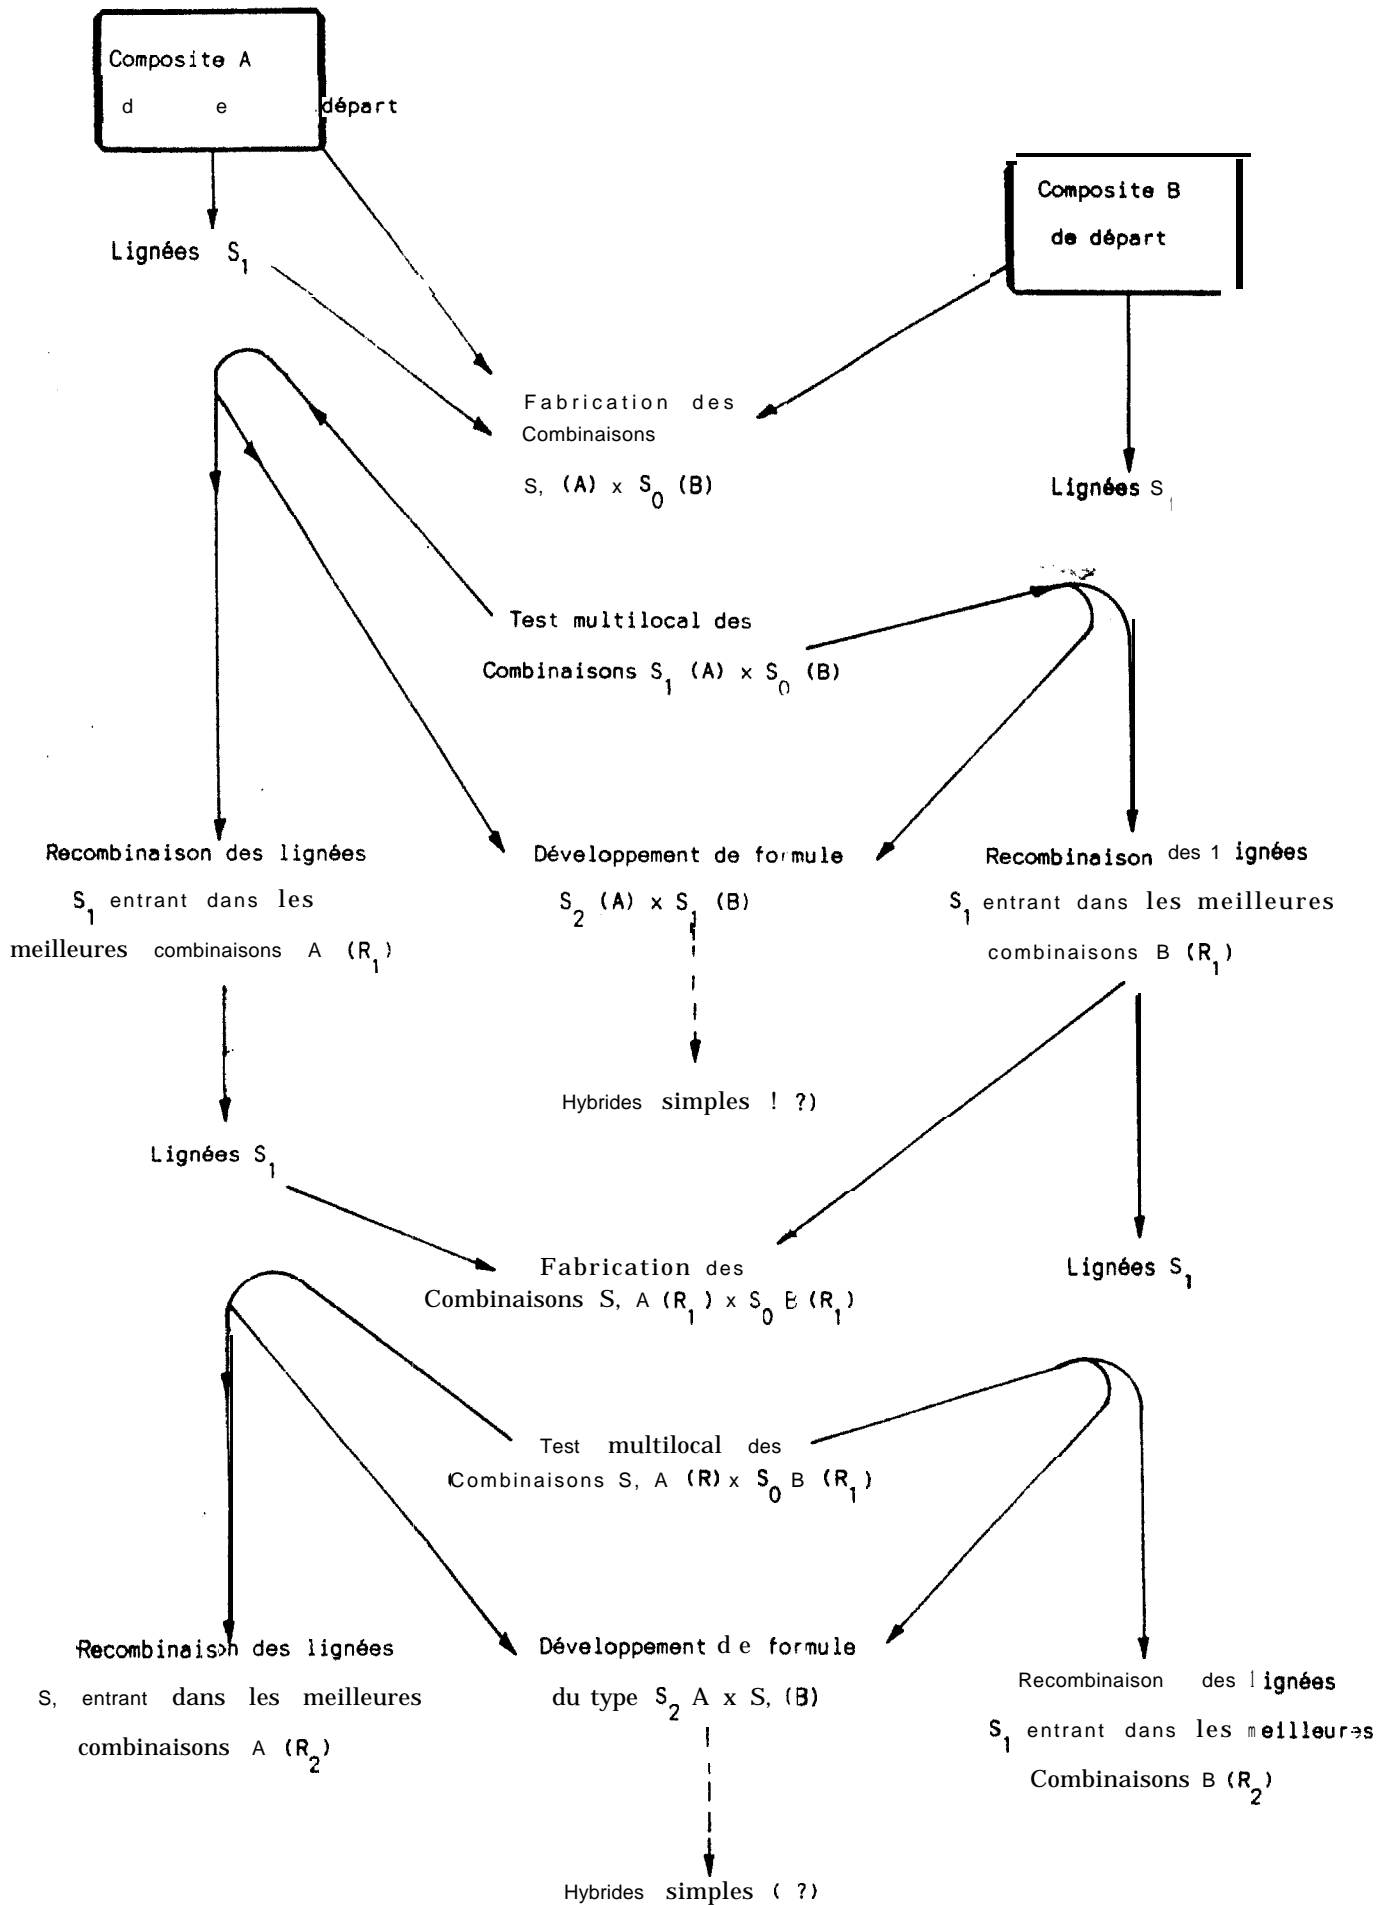 Composite A
d e départ
Composite B
de départ
Lignées S₁
Fabrication des
Combinaisons
S, (A) x S₀ (B)
Lignées S₁
Test multilocal des
Combinaisons S₁ (A) x S₀ (B)
Recombinaison des lignées
S₁ entrant dans les
meilleures combinaisons A (R₁)
Développement de formule
S₂ (A) x S₁ (B)
Recombinaison des 1 ignées
S₁ entrant dans les meilleures
combinaisons B (R₁)
Hybrides simples ! ?)
Lignées S₁
Fabrication des
Combinaisons S, A (R₁) x S₀ B (R₁)
Lignées S₁
Test multilocal des
Combinaisons S, A (R) x S₀ B (R₁)
Recombinaison des lignées
S, entrant dans les meilleures
combinaisons A (R₂)
Développement d e formule
du type S₂ A x S, (B)
Recombinaison des lignées
S₁ entrant dans les meilleures
Combinaisons B (R₂)
Hybrides simples ( ?)